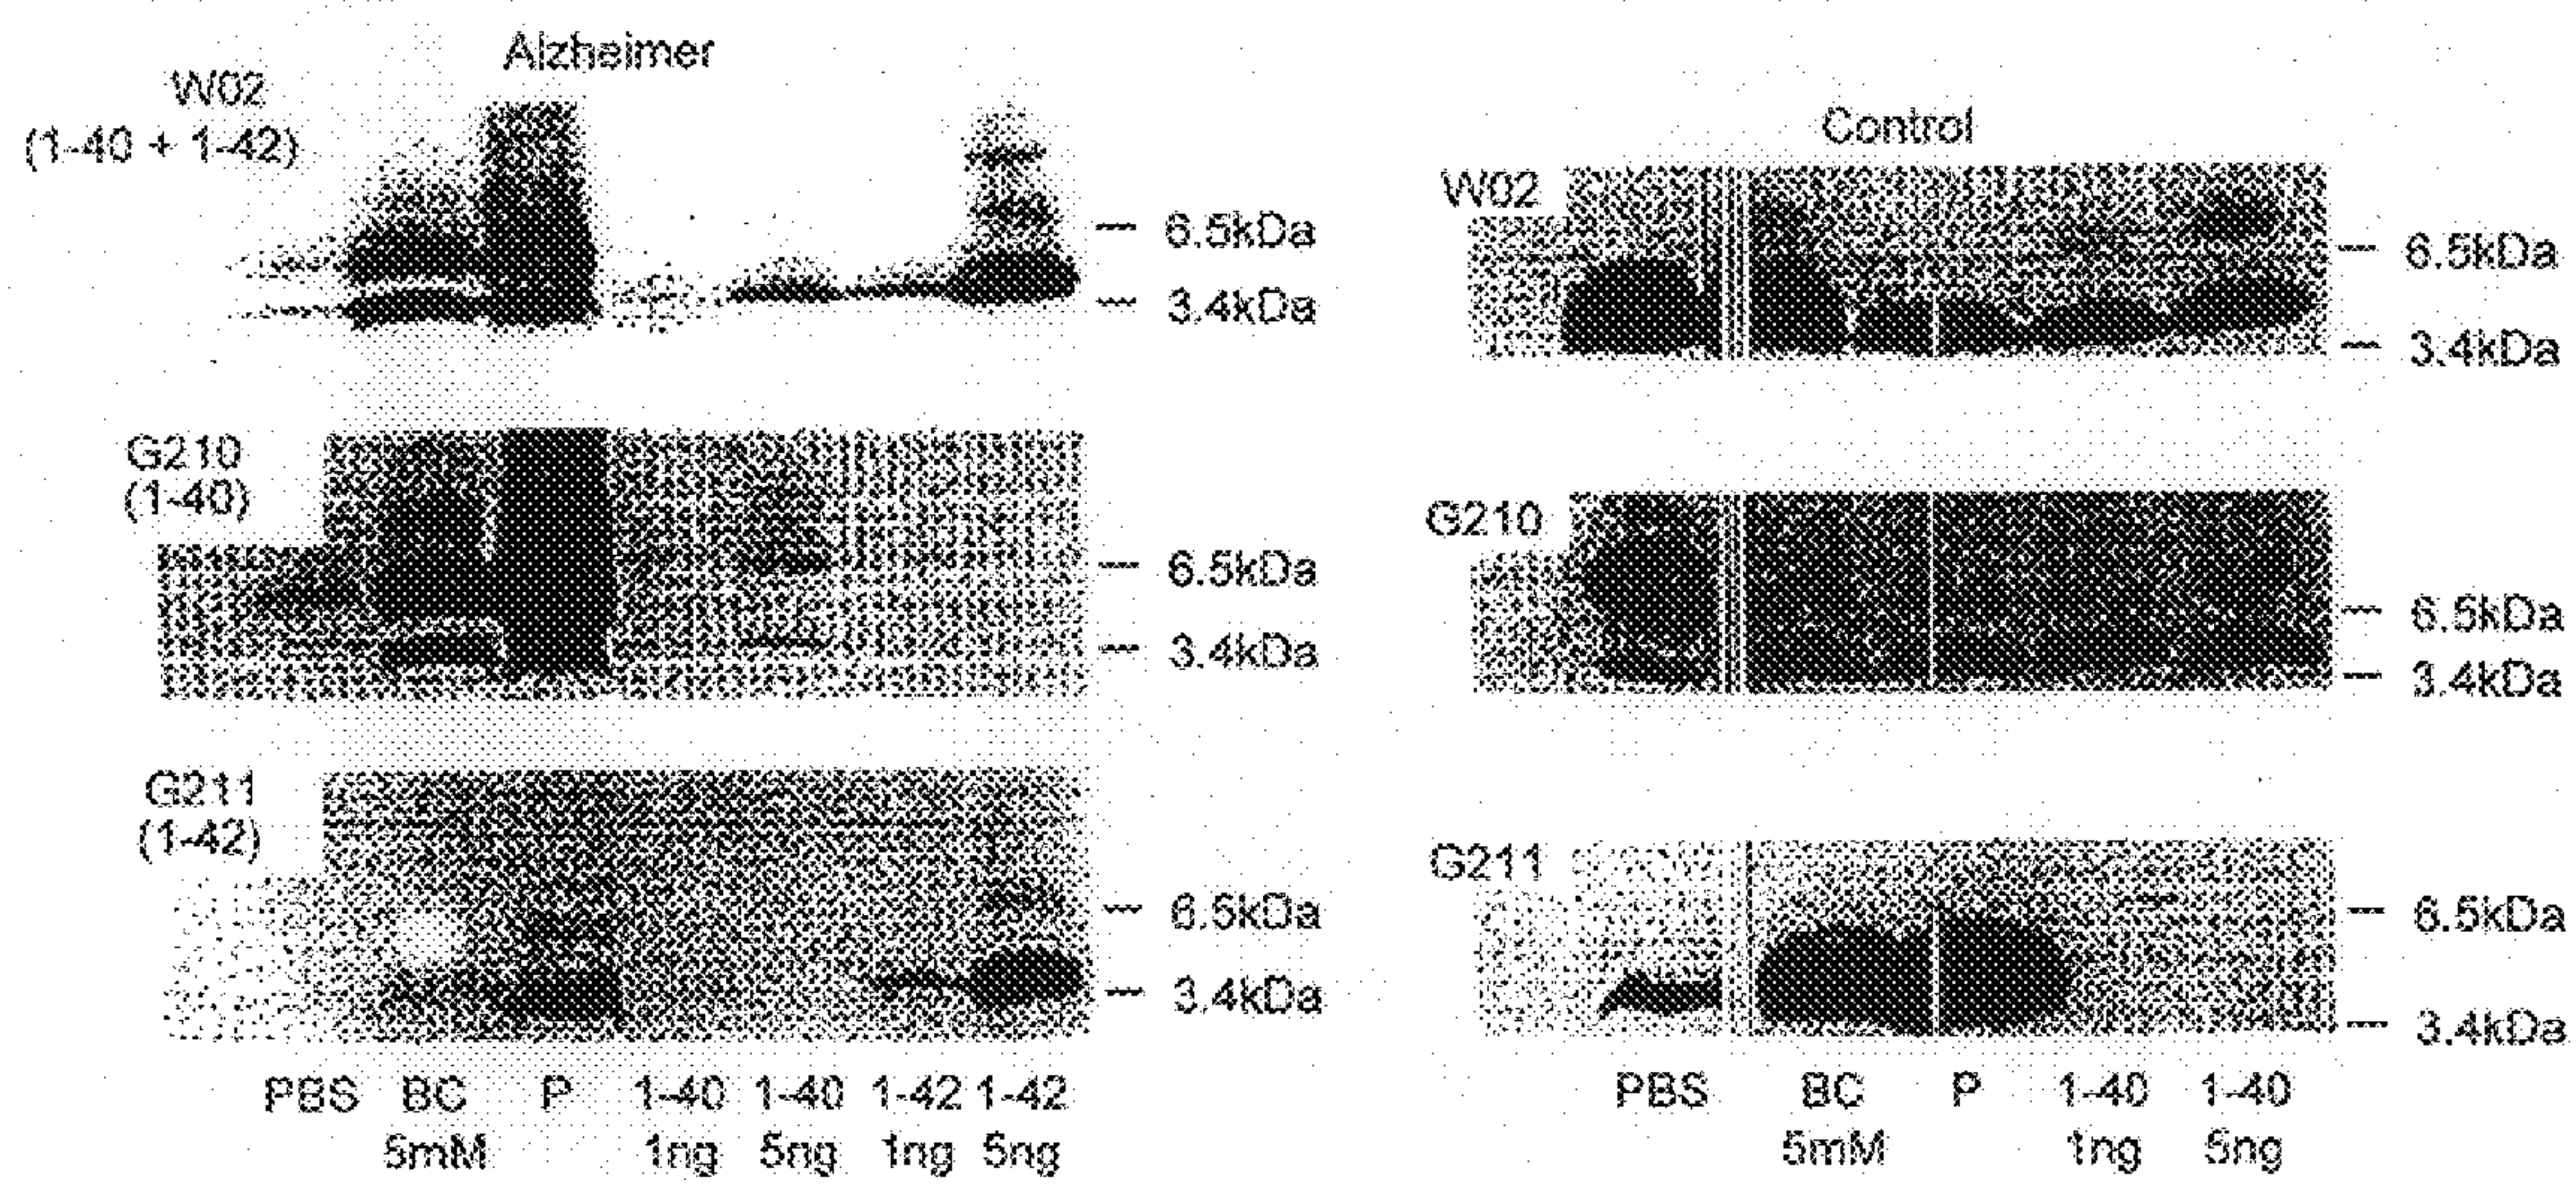 Alzheimer
W02
(1-40 + 1-42)
6.5kDa
3.4kDa
G210
(1-40)
6.5kDa
3.4kDa
G211
(1-42)
6.5kDa
3.4kDa
PBS BC P 1-40 1-40 1-42 1-42
5mM 1ng 5ng 1ng 5ng
Control
W02
6.5kDa
3.4kDa
G210
6.5kDa
3.4kDa
G211
6.5kDa
3.4kDa
PBS BC P 1-40 1-40
5mM 1ng 5ng